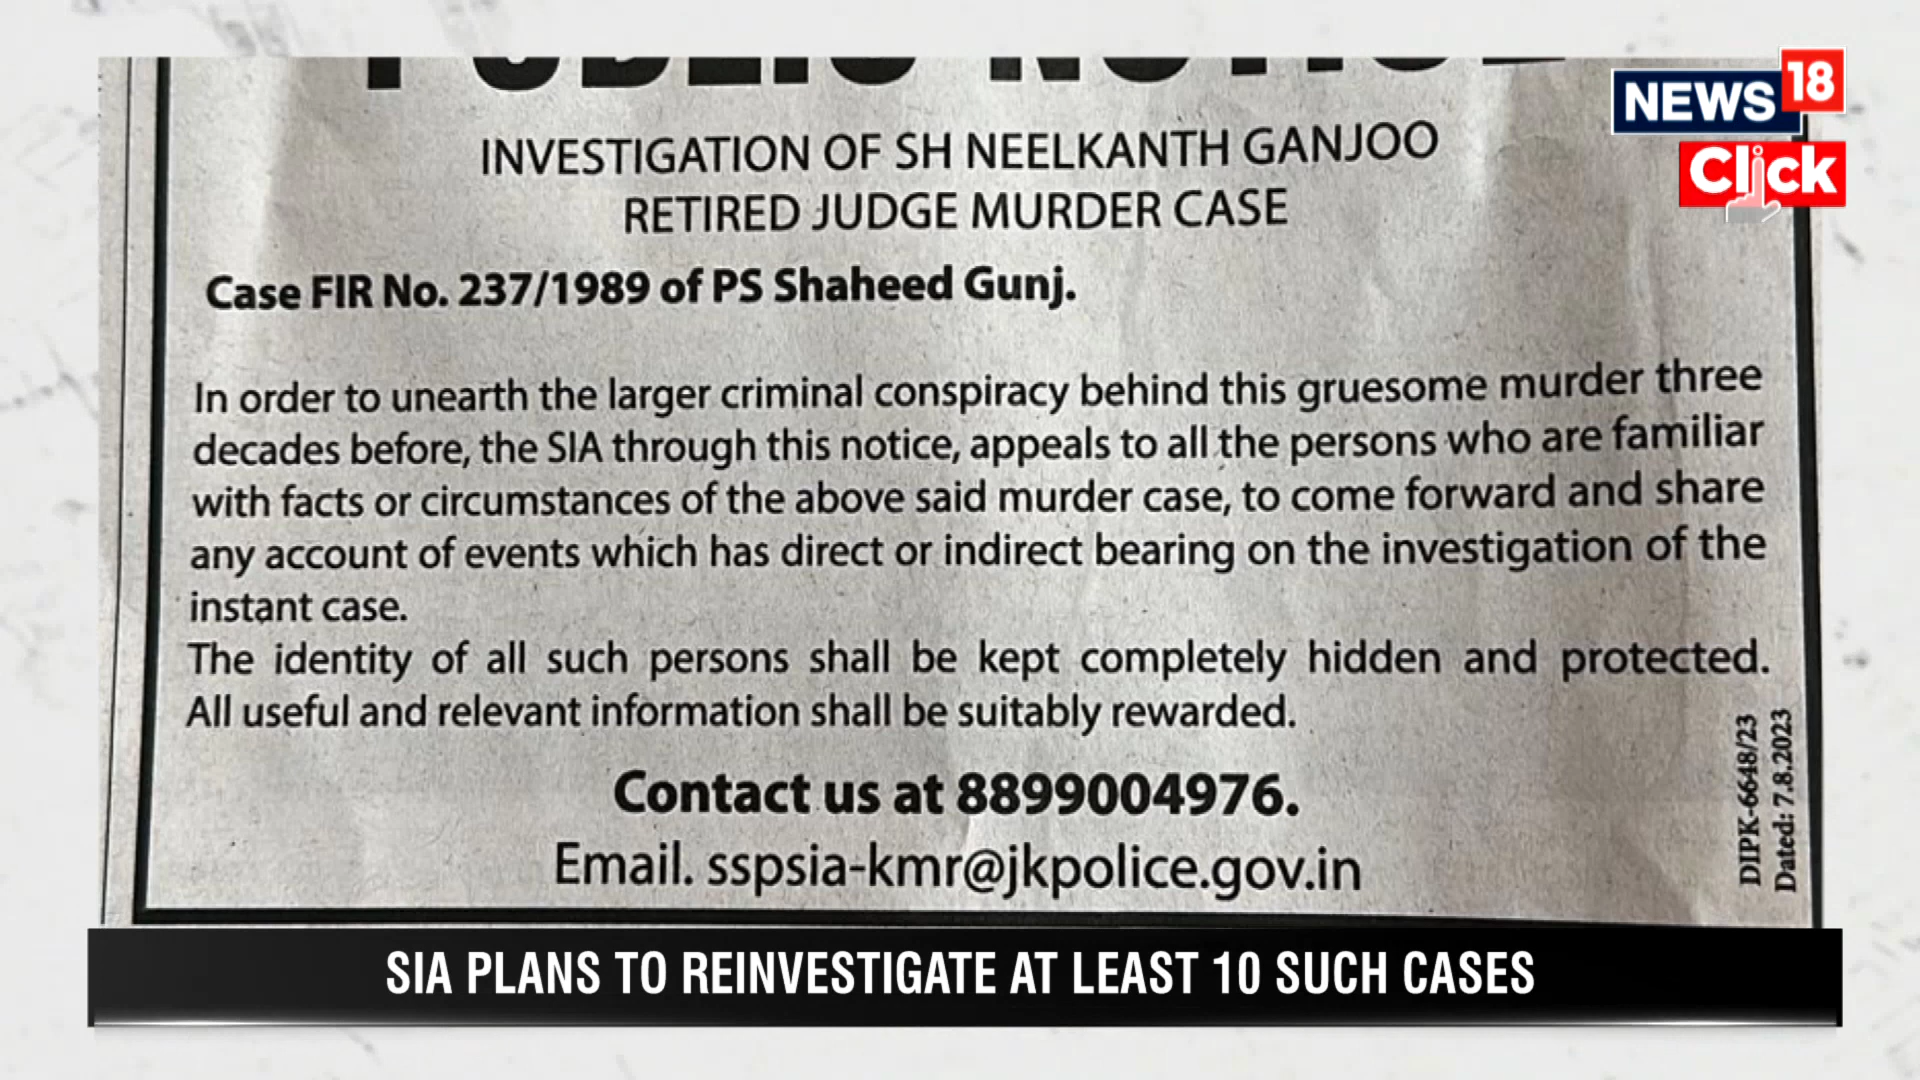 PUBLIC NOTICE
NEWS 18
Click
INVESTIGATION OF SH NEELKANTH GANJOO
RETIRED JUDGE MURDER CASE
Case FIR No. 237/1989 of PS Shaheed Gunj.
In order to unearth the larger criminal conspiracy behind this gruesome murder three
decades before, the SIA through this notice, appeals to all the persons who are familiar
with facts or circumstances of the above said murder case, to come forward and share
any account of events which has direct or indirect bearing on the investigation of the
instant case.
The identity of all such persons shall be kept completely hidden and protected.
All useful and relevant information shall be suitably rewarded.
Contact us at 8899004976.
Email. sspsia-kmr@jkpolice.gov.in
DIPK-6648/23
Dated: 7.8.2023
SIA PLANS TO REINVESTIGATE AT LEAST 10 SUCH CASES